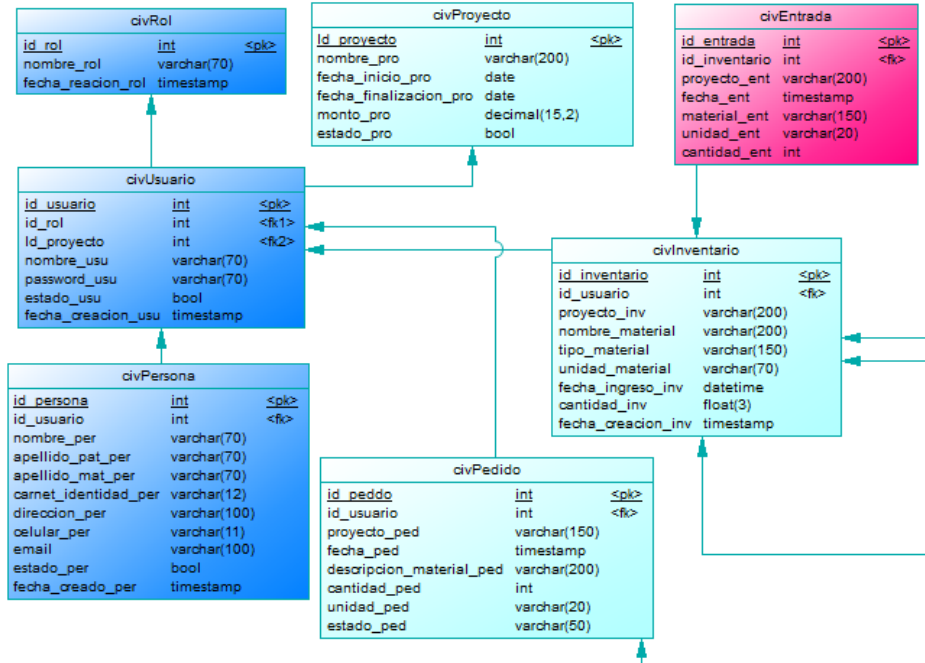 civRol
id_rol int <pk>
nombre_rol varchar(70)
fecha_reacion_rol timestamp
civProyecto
Id_proyecto int <pk>
nombre_pro varchar(200)
fecha_inicio_pro date
fecha_finalizacion_pro date
monto_pro decimal(15,2)
estado_pro bool
civEntrada
id_entrada int <pk>
id_inventario int <fk>
proyecto_ent varchar(200)
fecha_ent timestamp
material_ent varchar(150)
unidad_ent varchar(20)
cantidad_ent int
civUsuario
id_usuario int <pk>
id_rol int <fk1>
Id_proyecto int <fk2>
nombre_usu varchar(70)
password_usu varchar(70)
estado_usu bool
fecha_creacion_usu timestamp
civInventario
id_inventario int <pk>
id_usuario int <fk>
proyecto_inv varchar(200)
nombre_material varchar(200)
tipo_material varchar(150)
unidad_material varchar(70)
fecha_ingreso_inv datetime
cantidad_inv float(3)
fecha_creacion_inv timestamp
civPersona
id_persona int <pk>
id_usuario int <fk>
nombre_per varchar(70)
apellido_pat_per varchar(70)
apellido_mat_per varchar(70)
carnet_identidad_per varchar(12)
direccion_per varchar(100)
celular_per varchar(11)
email varchar(100)
estado_per bool
fecha_creado_per timestamp
civPedido
id_peddo int <pk>
id_usuario int <fk>
proyecto_ped varchar(150)
fecha_ped timestamp
descripcion_material_ped varchar(200)
cantidad_ped int
unidad_ped varchar(20)
estado_ped varchar(50)